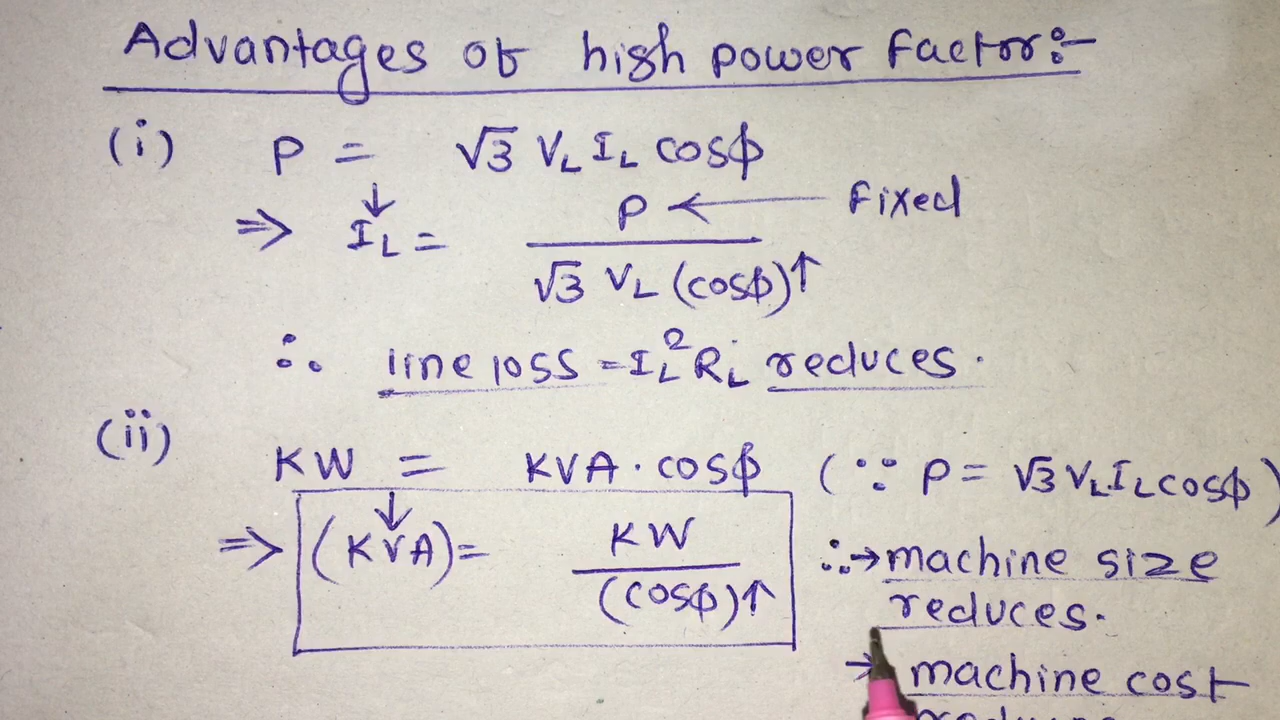 Advantages of high power factor:-
(i) P = √3 VL IL cosφ
⇒ IL↓ = P ← Fixed
√3 VL (cosφ)↑
∴ line loss = IL²RL reduces.
(ii) KW = KVA · cosφ (∵ P = √3 VLILcosφ)
⇒ (KVA)↓ = KW
(cosφ)↑
∴→ machine size
reduces.
→ machine cost